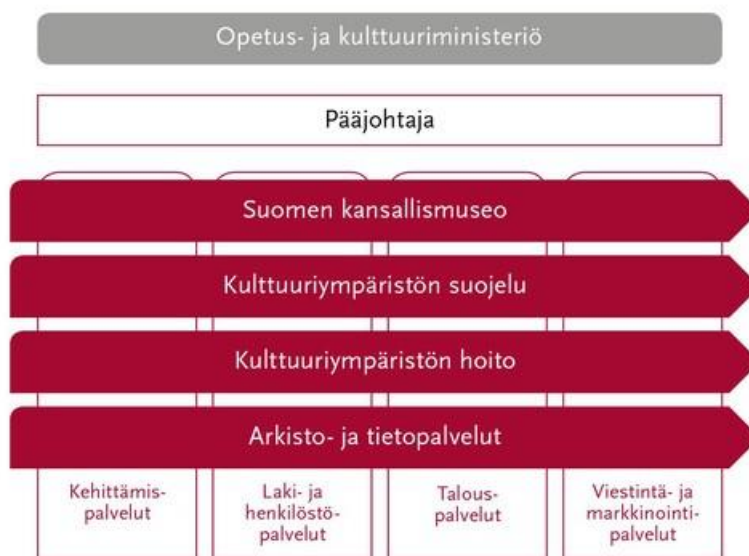 Opetus- ja kulttuuriministeriö
Pääjohtaja
Suomen kansallismuseo
Kulttuuriympäristön suojelu
Kulttuuriympäristön hoito
Arkisto- ja tietopalvelut
Kehittämis-
palvelut
Laki- ja
henkilöstö-
palvelut
Talous-
palvelut
Viestintä- ja
markkinointi-
palvelut